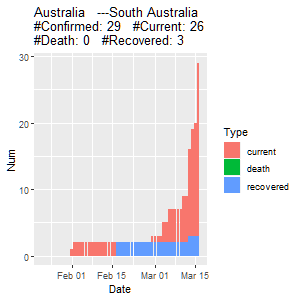 Australia ---South Australia
#Confirmed: 29 #Current: 26
#Death: 0 #Recovered: 3
30
20
10
0
Num
Feb 01 Feb 15 Mar 01 Mar 15
Date
Type
current
death
recovered